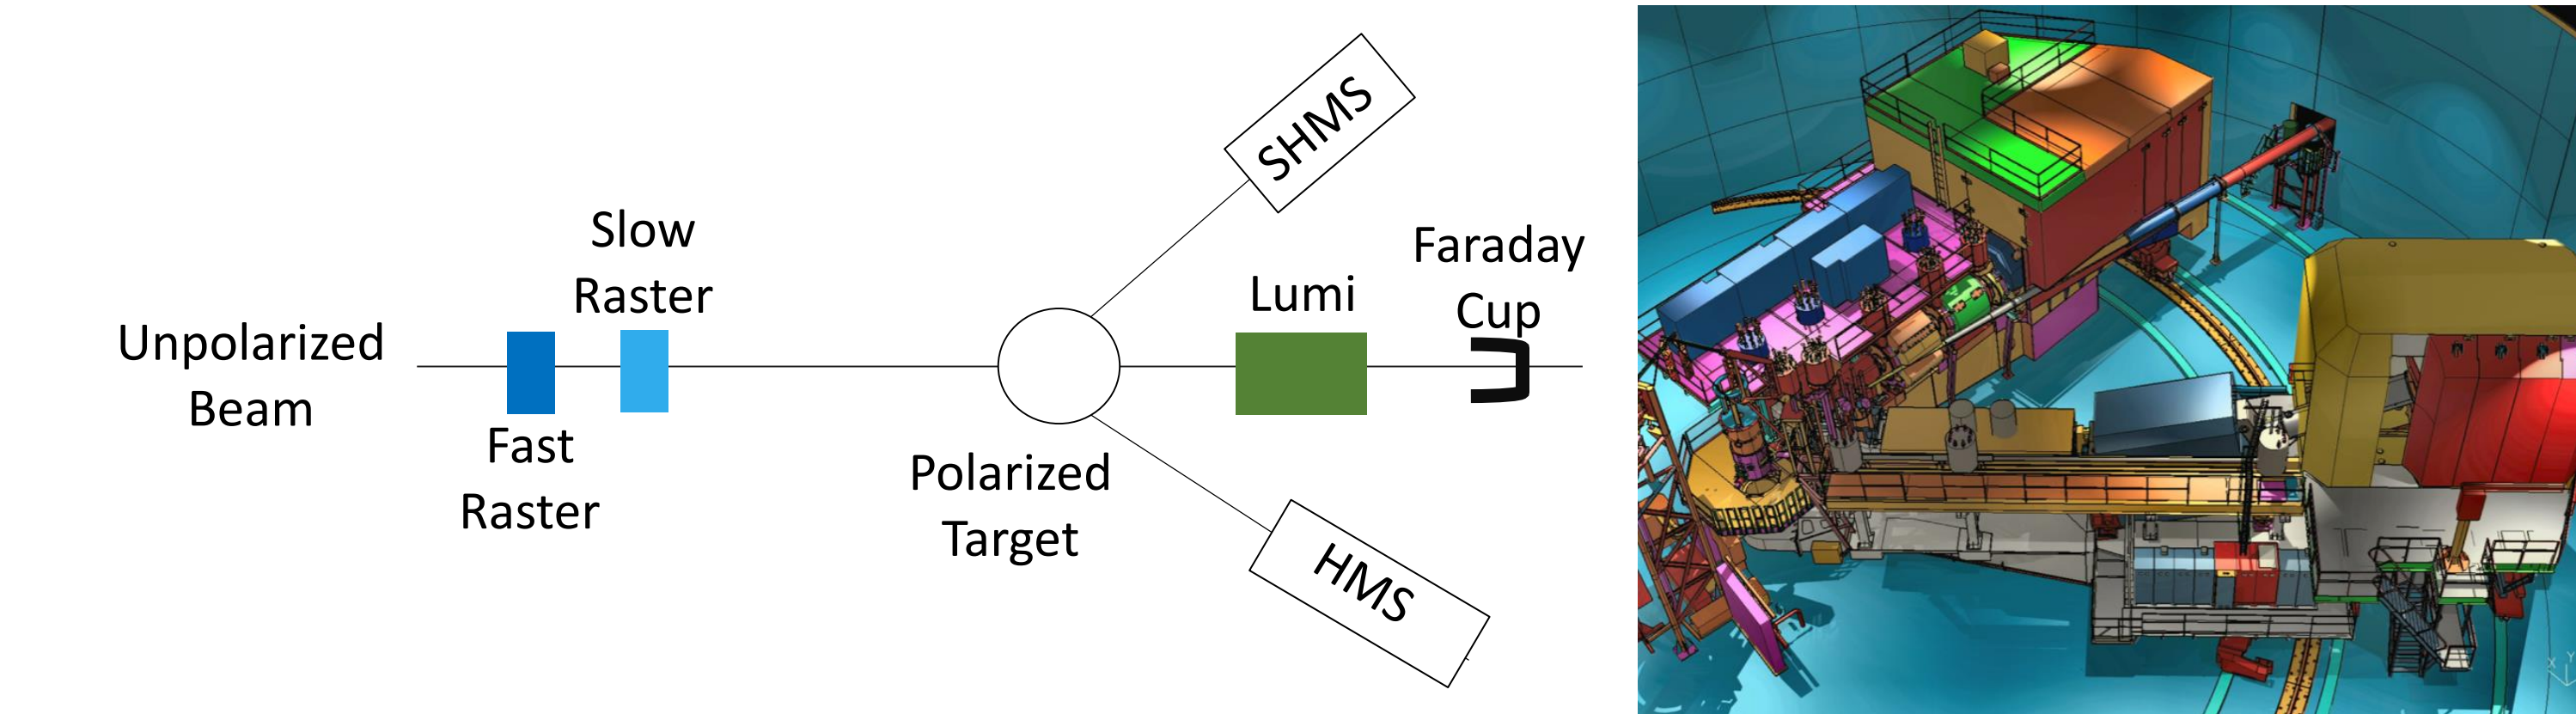 Unpolarized
Beam
Fast
Raster
Slow
Raster
Polarized
Target
SHMS
HMS
Lumi
Faraday
Cup
X Y